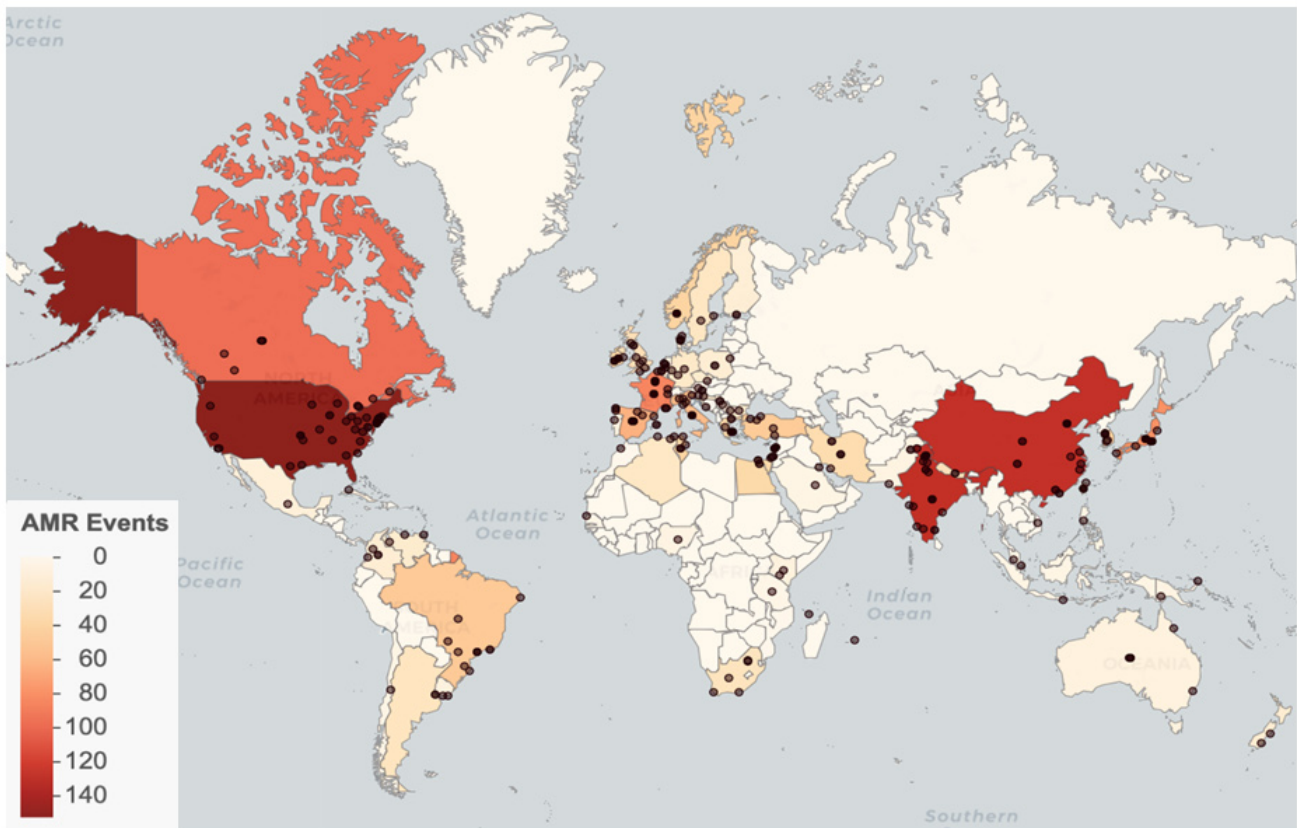 Arctic
Ocean
NORTH
AMERICA
ASIA
Atlantic
Ocean
Pacific
Ocean
AFRICA
SOUTH
AMERICA
Indian
Ocean
OCEANIA
Southern
AMR Events
0
20
40
60
80
100
120
140